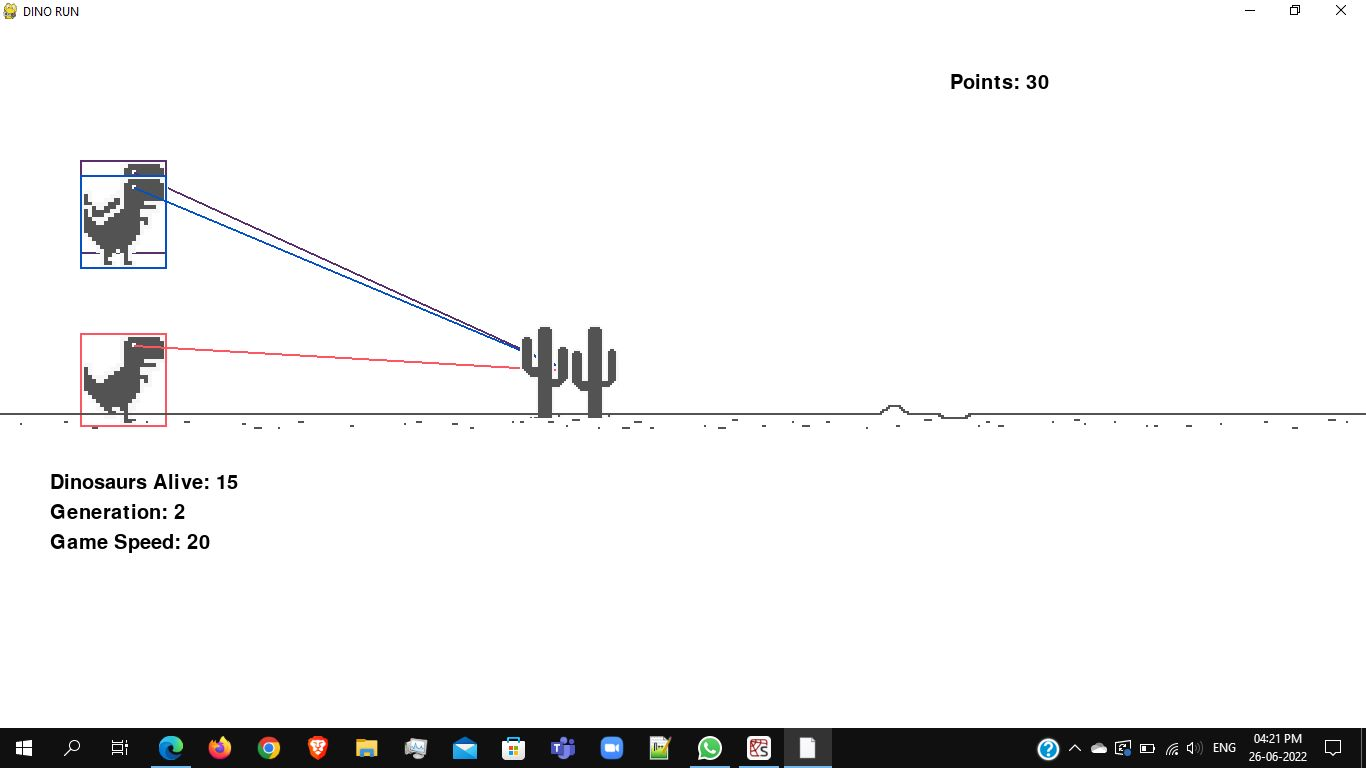 DINO RUN
Points: 30
Dinosaurs Alive: 15
Generation: 2
Game Speed: 20
ENG
04:21 PM
26-06-2022